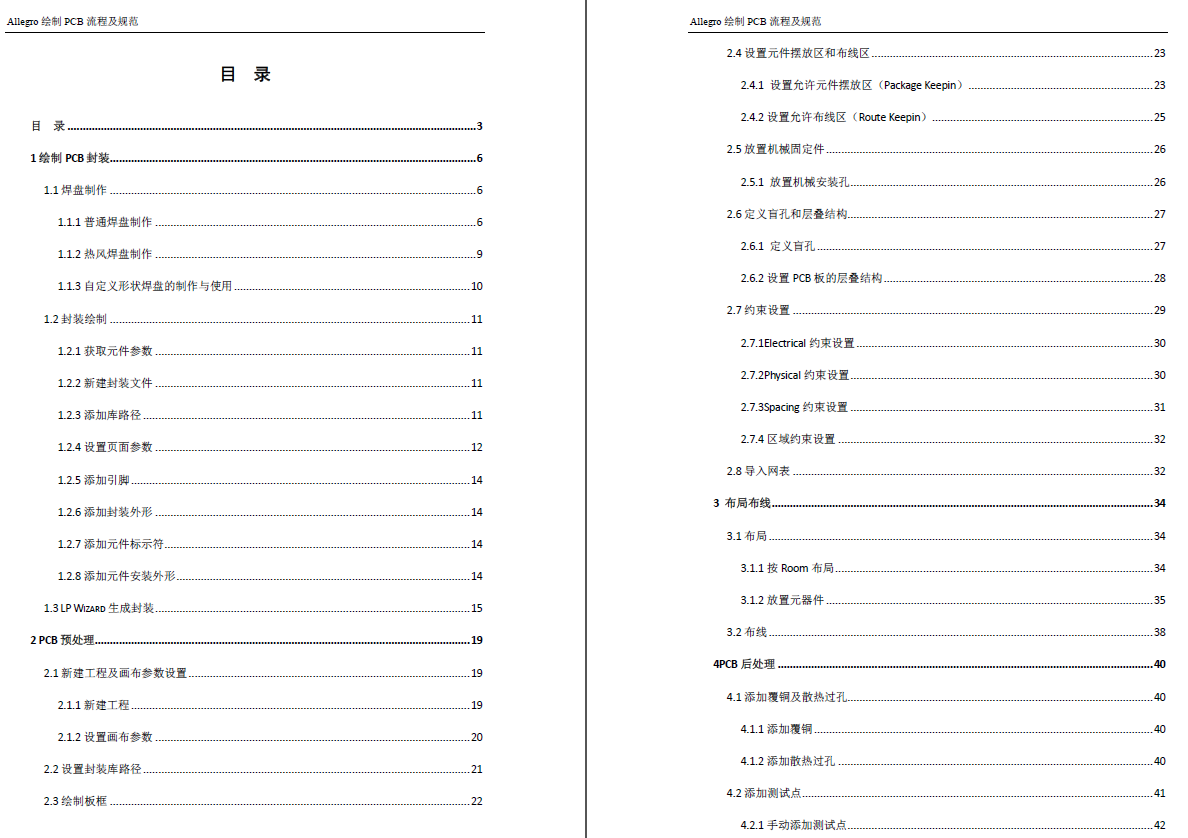 Allegro 绘制 PCB 流程及规范
目 录
目 录........................3
1 绘制 PCB 封装........................6
1.1 焊盘制作........................6
1.1.1 普通焊盘制作........................6
1.1.2 热风焊盘制作........................9
1.1.3 自定义形状焊盘的制作与使用........................10
1.2 封装绘制........................11
1.2.1 获取元件参数........................11
1.2.2 新建封装文件........................11
1.2.3 添加库路径........................11
1.2.4 设置页面参数........................12
1.2.5 添加引脚........................14
1.2.6 添加封装外形........................14
1.2.7 添加元件标示符........................14
1.2.8 添加元件安装外形........................14
1.3 LP WIZARD 生成封装........................15
2 PCB 预处理........................19
2.1 新建工程及画布参数设置........................19
2.1.1 新建工程........................19
2.1.2 设置画布参数........................20
2.2 设置封装库路径........................21
2.3 绘制板框........................22
Allegro 绘制 PCB 流程及规范
2.4 设置元件摆放区和布线区........................23
2.4.1 设置允许元件摆放区（Package Keepin）........................23
2.4.2 设置允许布线区（Route Keepin）........................25
2.5 放置机械固定件........................26
2.5.1 放置机械安装孔........................26
2.6 定义盲孔和层叠结构........................27
2.6.1 定义盲孔........................27
2.6.2 设置 PCB 板的层叠结构........................28
2.7 约束设置........................29
2.7.1Electrical 约束设置........................30
2.7.2Physical 约束设置........................30
2.7.3Spacing 约束设置........................31
2.7.4 区域约束设置........................32
2.8 导入网表........................32
3 布局布线........................34
3.1 布局........................34
3.1.1 按 Room 布局........................34
3.1.2 放置元器件........................35
3.2 布线........................38
4PCB 后处理........................40
4.1 添加覆铜及散热过孔........................40
4.1.1 添加覆铜........................40
4.1.2 添加散热过孔........................40
4.2 添加测试点........................41
4.2.1 手动添加测试点........................42